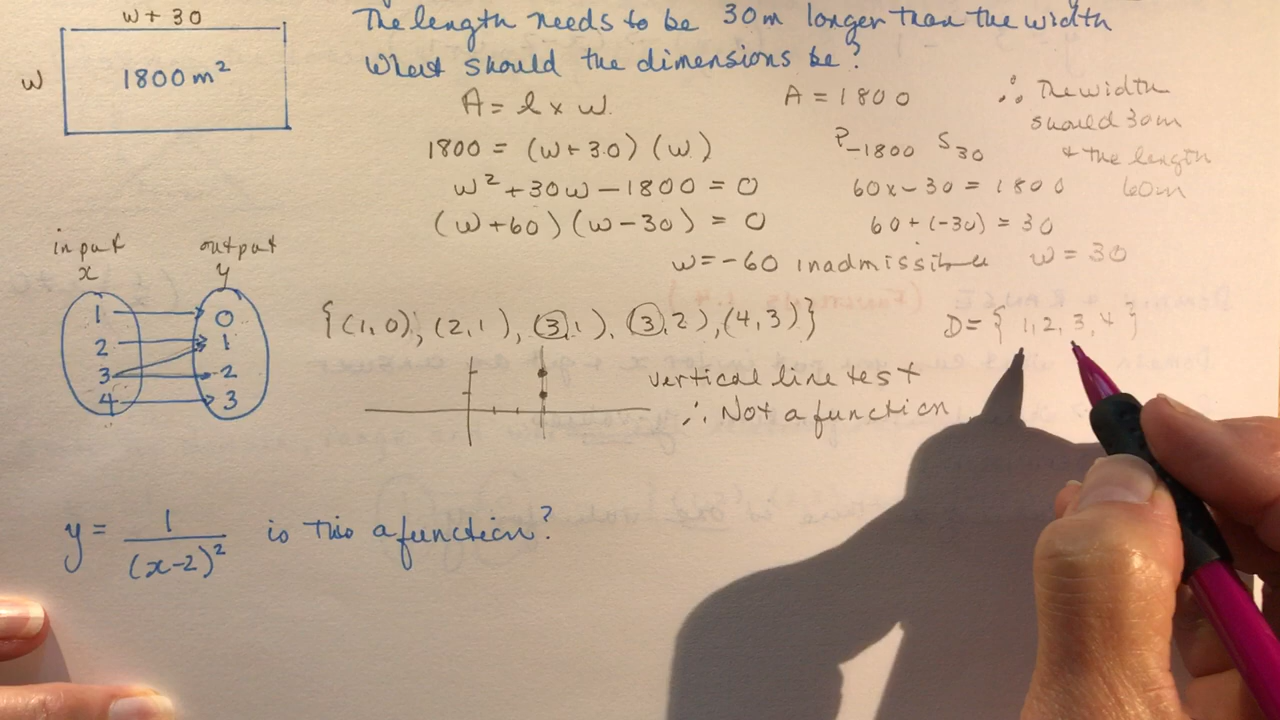 The length needs to be 30m longer than the width
What should the dimensions be?
w+30
w
1800m²
A = l x w.
1800 = (w+30)(w)
w²+30w-1800=0
(w+60)(w-30) = 0
A = 1800
P -1800 S 30
60x-30 = 1800
60+(-30) = 30
w=-60 inadmissible w = 30
∴ The width
should 30m
& the length
60m
input output
x y
1 0
2 1
3 2
4 3
{(1,0), (2,1), (3,1), (3,2), (4,3)}
D = { 1,2,3,4 }
vertical line test
∴ Not a function
y = 1/(x-2)² is this a function?